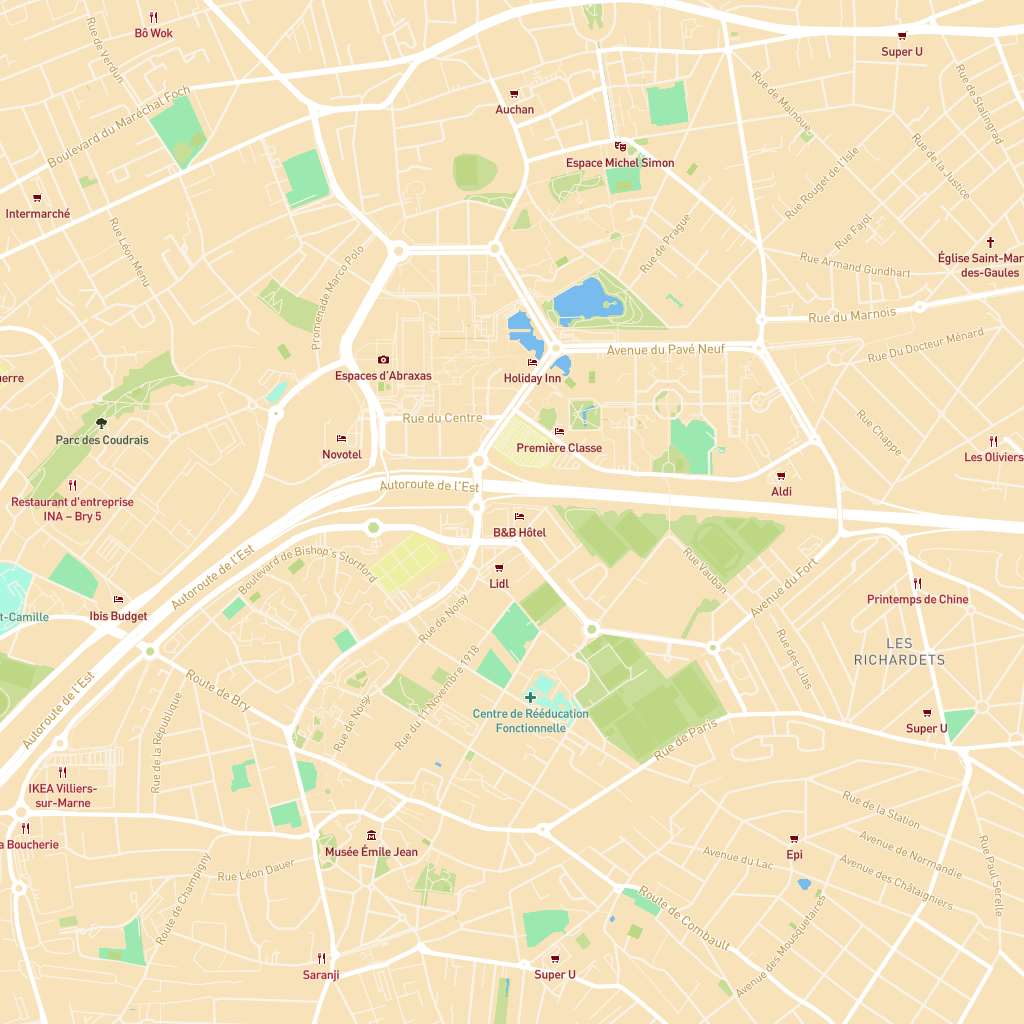 Bô Wok
Super U
Rue de Verdun
Rue de Malnoue
Rue de Stalingrad
Auchan
Boulevard du Maréchal Foch
Espace Michel Simon
Rue de la Justice
Rue Rouget de l'Isle
Intermarché
Rue Fajol
Rue Léon Menu
Rue de Prague
Promenade Marco Polo
Rue Armand Gundhart
Église Saint-Mar
des-Gaules
Rue du Marnois
Rue Du Docteur Ménard
Avenue du Pavé Neuf
Espaces d'Abraxas
Holiday Inn
uerre
Rue du Centre
Rue Chappe
Parc des Coudrais
Novotel
Première Classe
Les Oliviers
Autoroute de l'Est
Aldi
Restaurant d'entreprise
INA – Bry 5
B&B Hôtel
Autoroute de l'Est
Boulevard de Bishop's Stortford
Lidl
Rue Vauban
Avenue du Fort
Printemps de Chine
t-Camille
Ibis Budget
Rue de Noisy
LES
RICHARDETS
Rue des Lilas
Autoroute de l'Est
Route de Bry
Rue de Noisy
Rue du 11 Novembre 1918
Centre de Rééducation
Fonctionnelle
Rue de la République
Rue de Paris
Super U
IKEA Villiers-
sur-Marne
Rue de la Station
a Boucherie
Musée Émile Jean
Epi
Avenue du Lac
Avenue de Normandie
Avenue des Châtaigniers
Rue Paul Serelle
Rue Léon Dauer
Rue de Champigny
Route de Combault
Avenue des Mousquetaires
Saranji
Super U